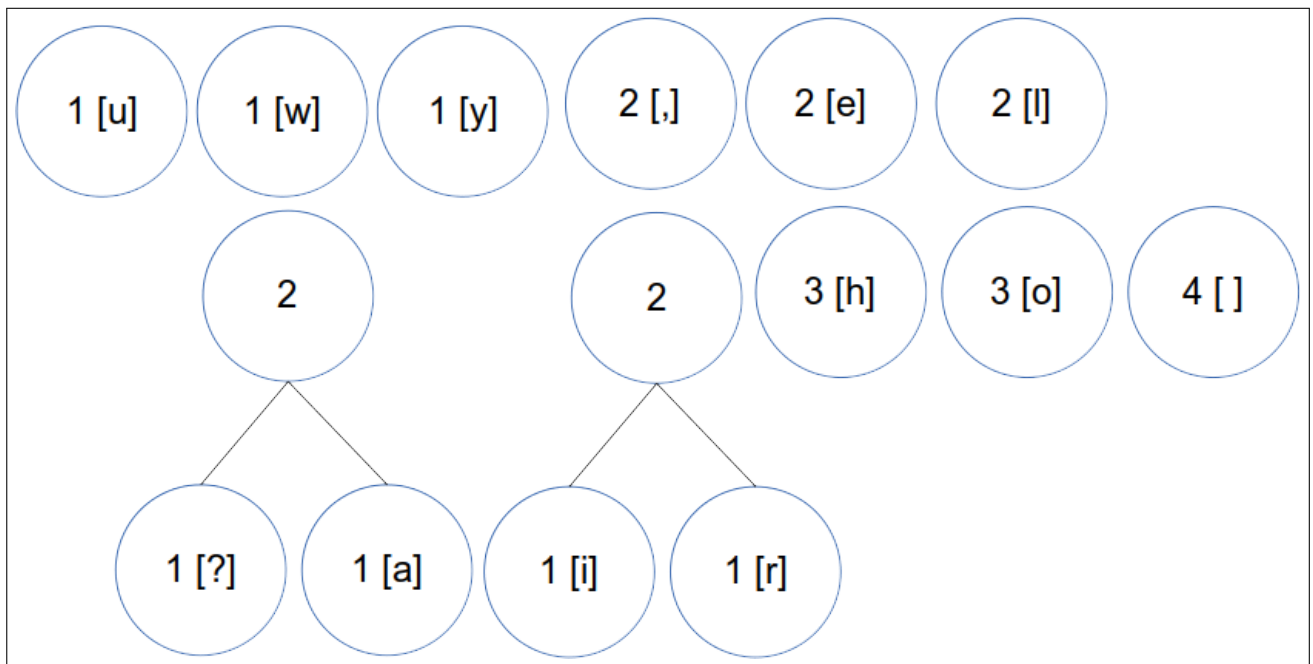 1 [u] 1 [w] 1 [y] 2 [,] 2 [e] 2 [l]
2 2 3 [h] 3 [o] 4 [ ]
1 [?] 1 [a] 1 [i] 1 [r]